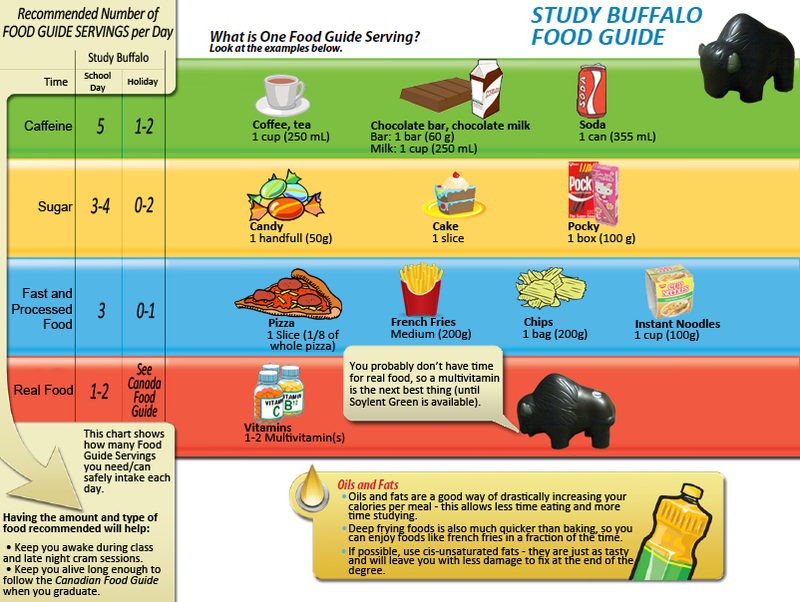 Recommended Number of
FOOD GUIDE SERVINGS per Day
What is One Food Guide Serving?
Look at the examples below.
STUDY BUFFALO
FOOD GUIDE
Study Buffalo
Time
School
Day
Holiday
Caffeine
5
1-2
Coffee, tea
1 cup (250 mL)
Chocolate bar, chocolate milk
Bar: 1 bar (60 g)
Milk: 1 cup (250 mL)
SODA
Soda
1 can (355 mL)
Sugar
3-4
0-2
Candy
1 handfull (50g)
Cake
1 slice
Pock
Pocky
1 box (100 g)
Fast and
Processed
Food
3
0-1
Pizza
1 Slice (1/8 of
whole pizza)
French Fries
Medium (200g)
Chips
1 bag (200g)
Instant Noodles
1 cup (100g)
Real Food
1-2
See
Canada
Food
Guide
VITAMIN
C
VITAMIN
B12
Vitamins
1-2 Multivitamin(s)
You probably don't have time
for real food, so a multivitamin
is the next best thing (until
Soylent Green is available).
This chart shows
how many Food
Guide Servings
you need/can
safely intake each
day.
Having the amount and type of
food recommended will help:
• Keep you awake during class
and late night cram sessions.
• Keep you alive long enough to
follow the Canadian Food Guide
when you graduate.
Oils and Fats
• Oils and fats are a good way of drastically increasing your
calories per meal - this allows less time eating and more
time studying.
• Deep frying foods is also much quicker than baking, so you
can enjoy foods like french fries in a fraction of the time.
• If possible, use cis-unsaturated fats - they are just as tasty
and will leave you with less damage to fix at the end of the
degree.